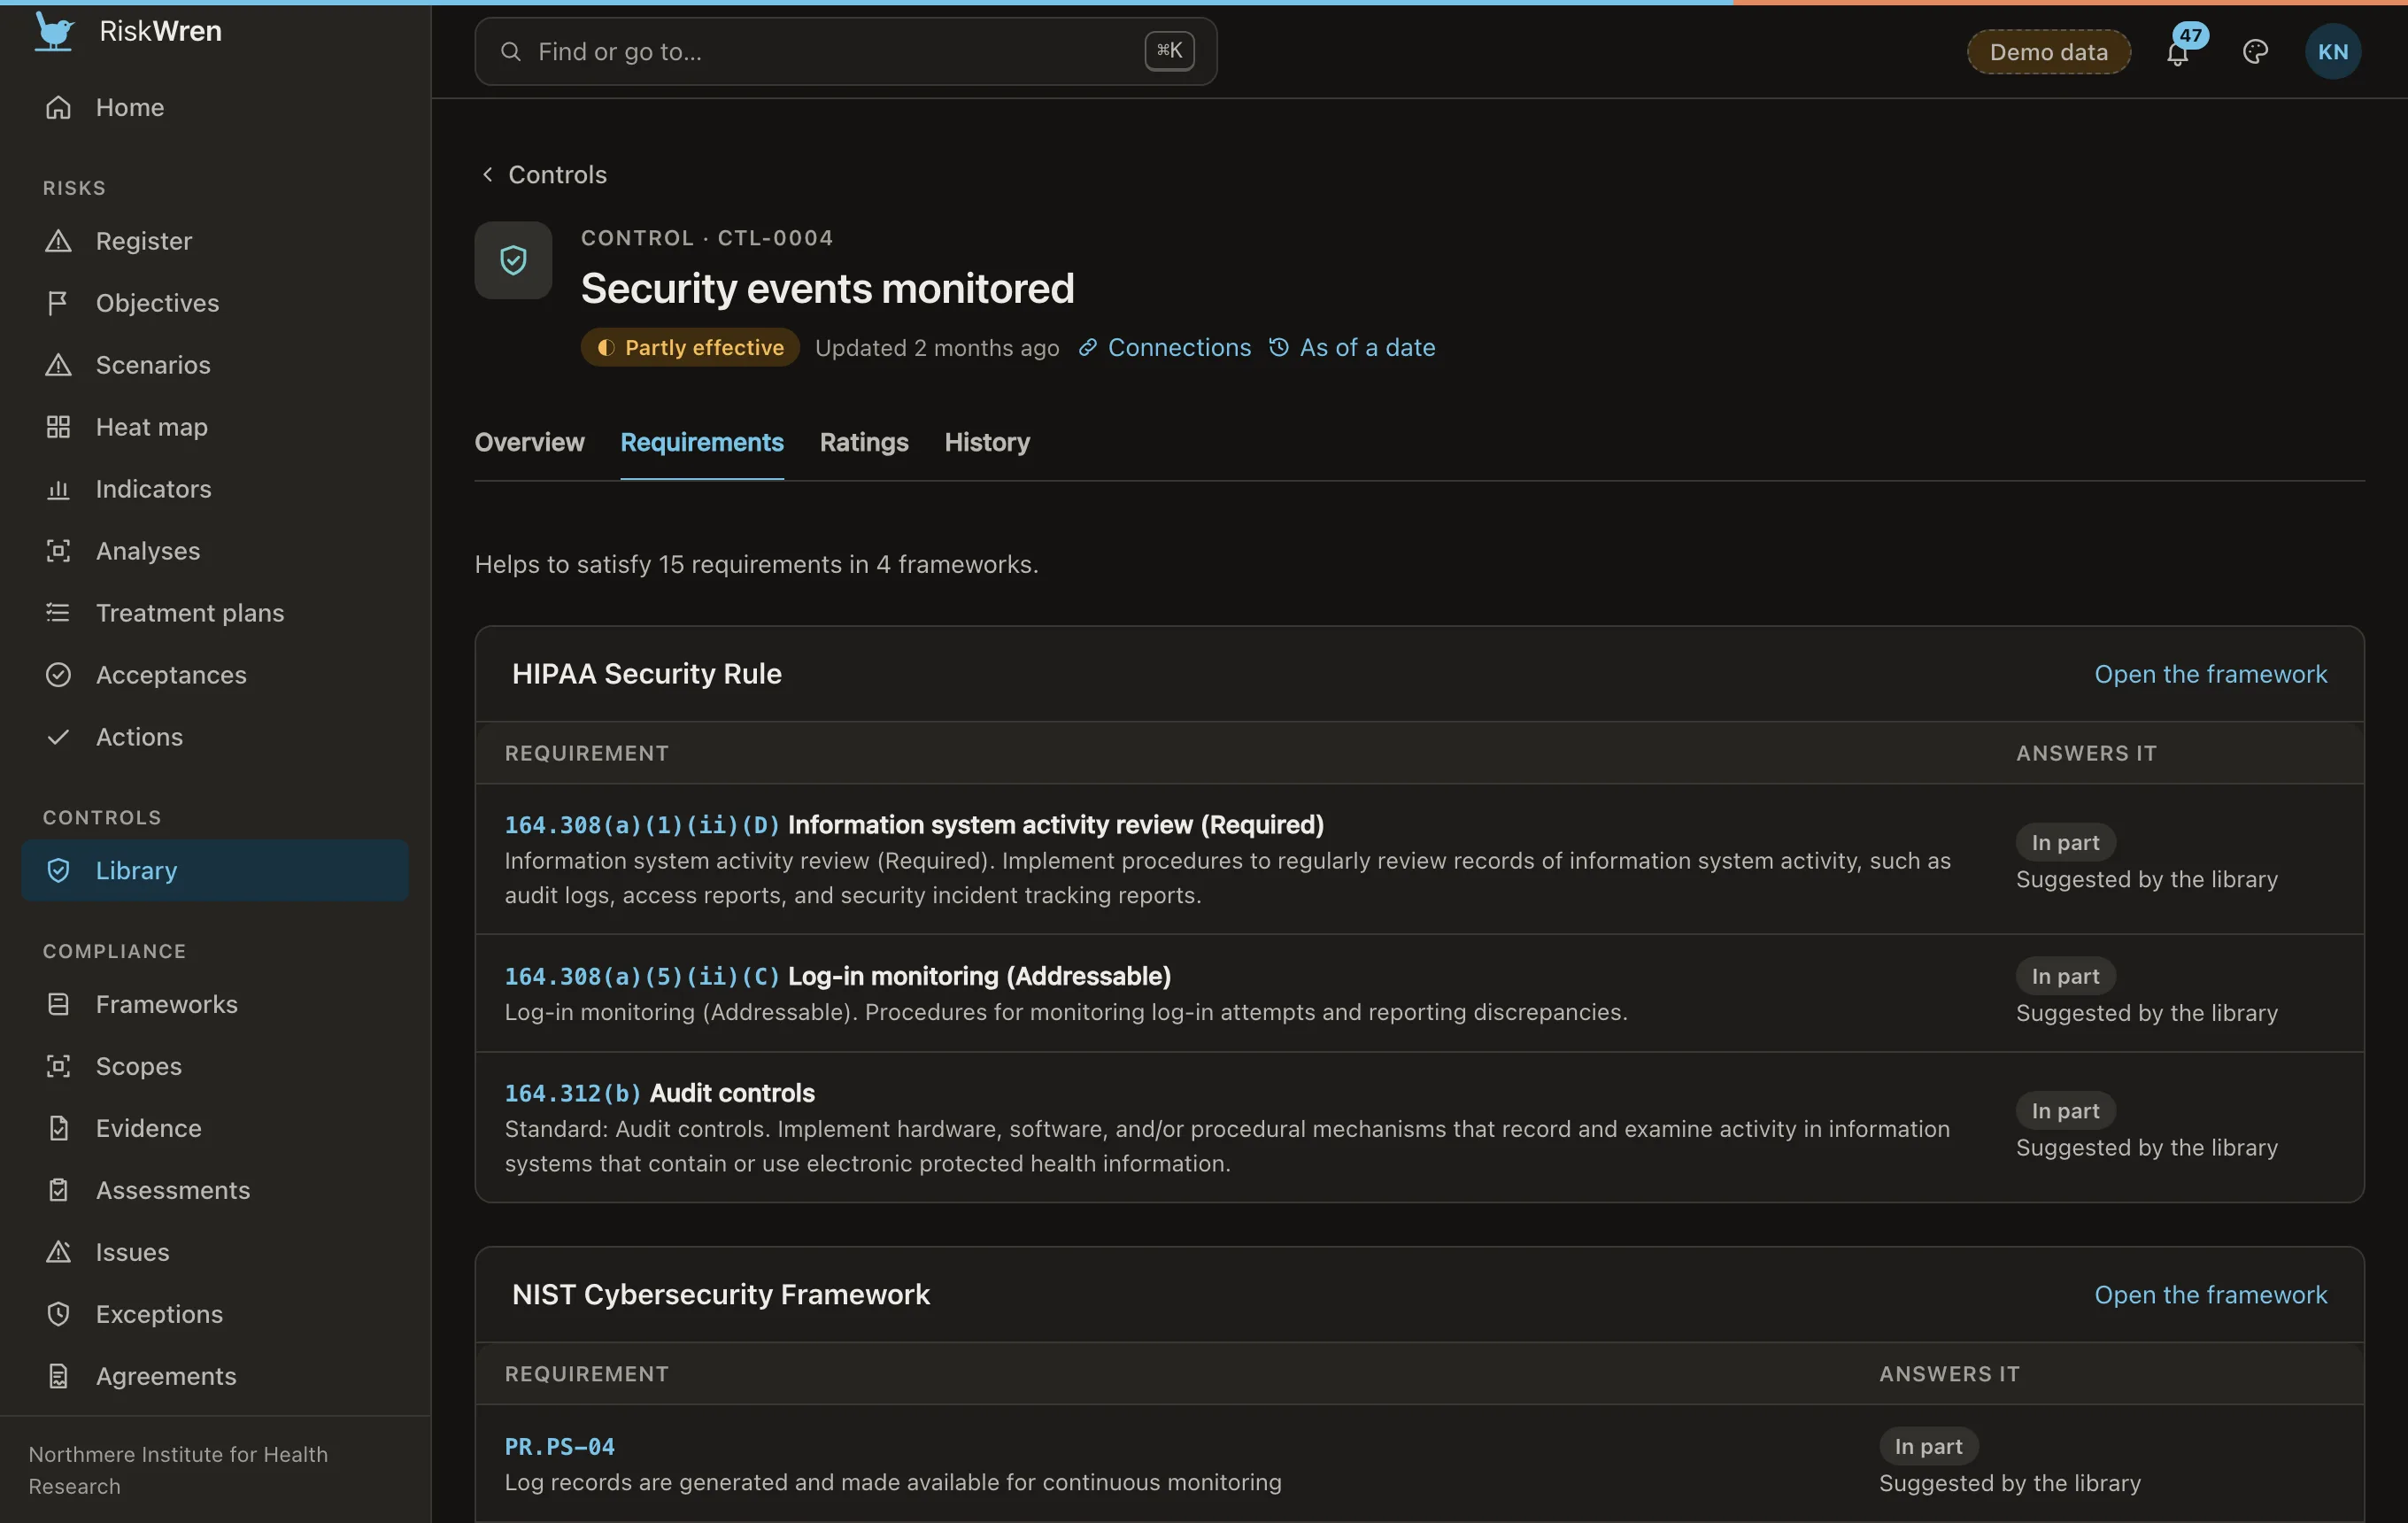 RiskWren
Find or go to...
⌘K
Demo data
47
KN
Home
RISKS
Register
Objectives
Scenarios
Heat map
Indicators
Analyses
Treatment plans
Acceptances
Actions
CONTROLS
Library
COMPLIANCE
Frameworks
Scopes
Evidence
Assessments
Issues
Exceptions
Agreements
Northmere Institute for Health
Research
Controls
CONTROL · CTL-0004
Security events monitored
Partly effective
Updated 2 months ago
Connections
As of a date
Overview
Requirements
Ratings
History
Helps to satisfy 15 requirements in 4 frameworks.
HIPAA Security Rule
Open the framework
REQUIREMENT
ANSWERS IT
164.308(a)(1)(ii)(D) Information system activity review (Required)
Information system activity review (Required). Implement procedures to regularly review records of information system activity, such as
audit logs, access reports, and security incident tracking reports.
In part
Suggested by the library
164.308(a)(5)(ii)(C) Log-in monitoring (Addressable)
Log-in monitoring (Addressable). Procedures for monitoring log-in attempts and reporting discrepancies.
In part
Suggested by the library
164.312(b) Audit controls
Standard: Audit controls. Implement hardware, software, and/or procedural mechanisms that record and examine activity in information
systems that contain or use electronic protected health information.
In part
Suggested by the library
NIST Cybersecurity Framework
Open the framework
REQUIREMENT
ANSWERS IT
PR.PS-04
Log records are generated and made available for continuous monitoring
In part
Suggested by the library